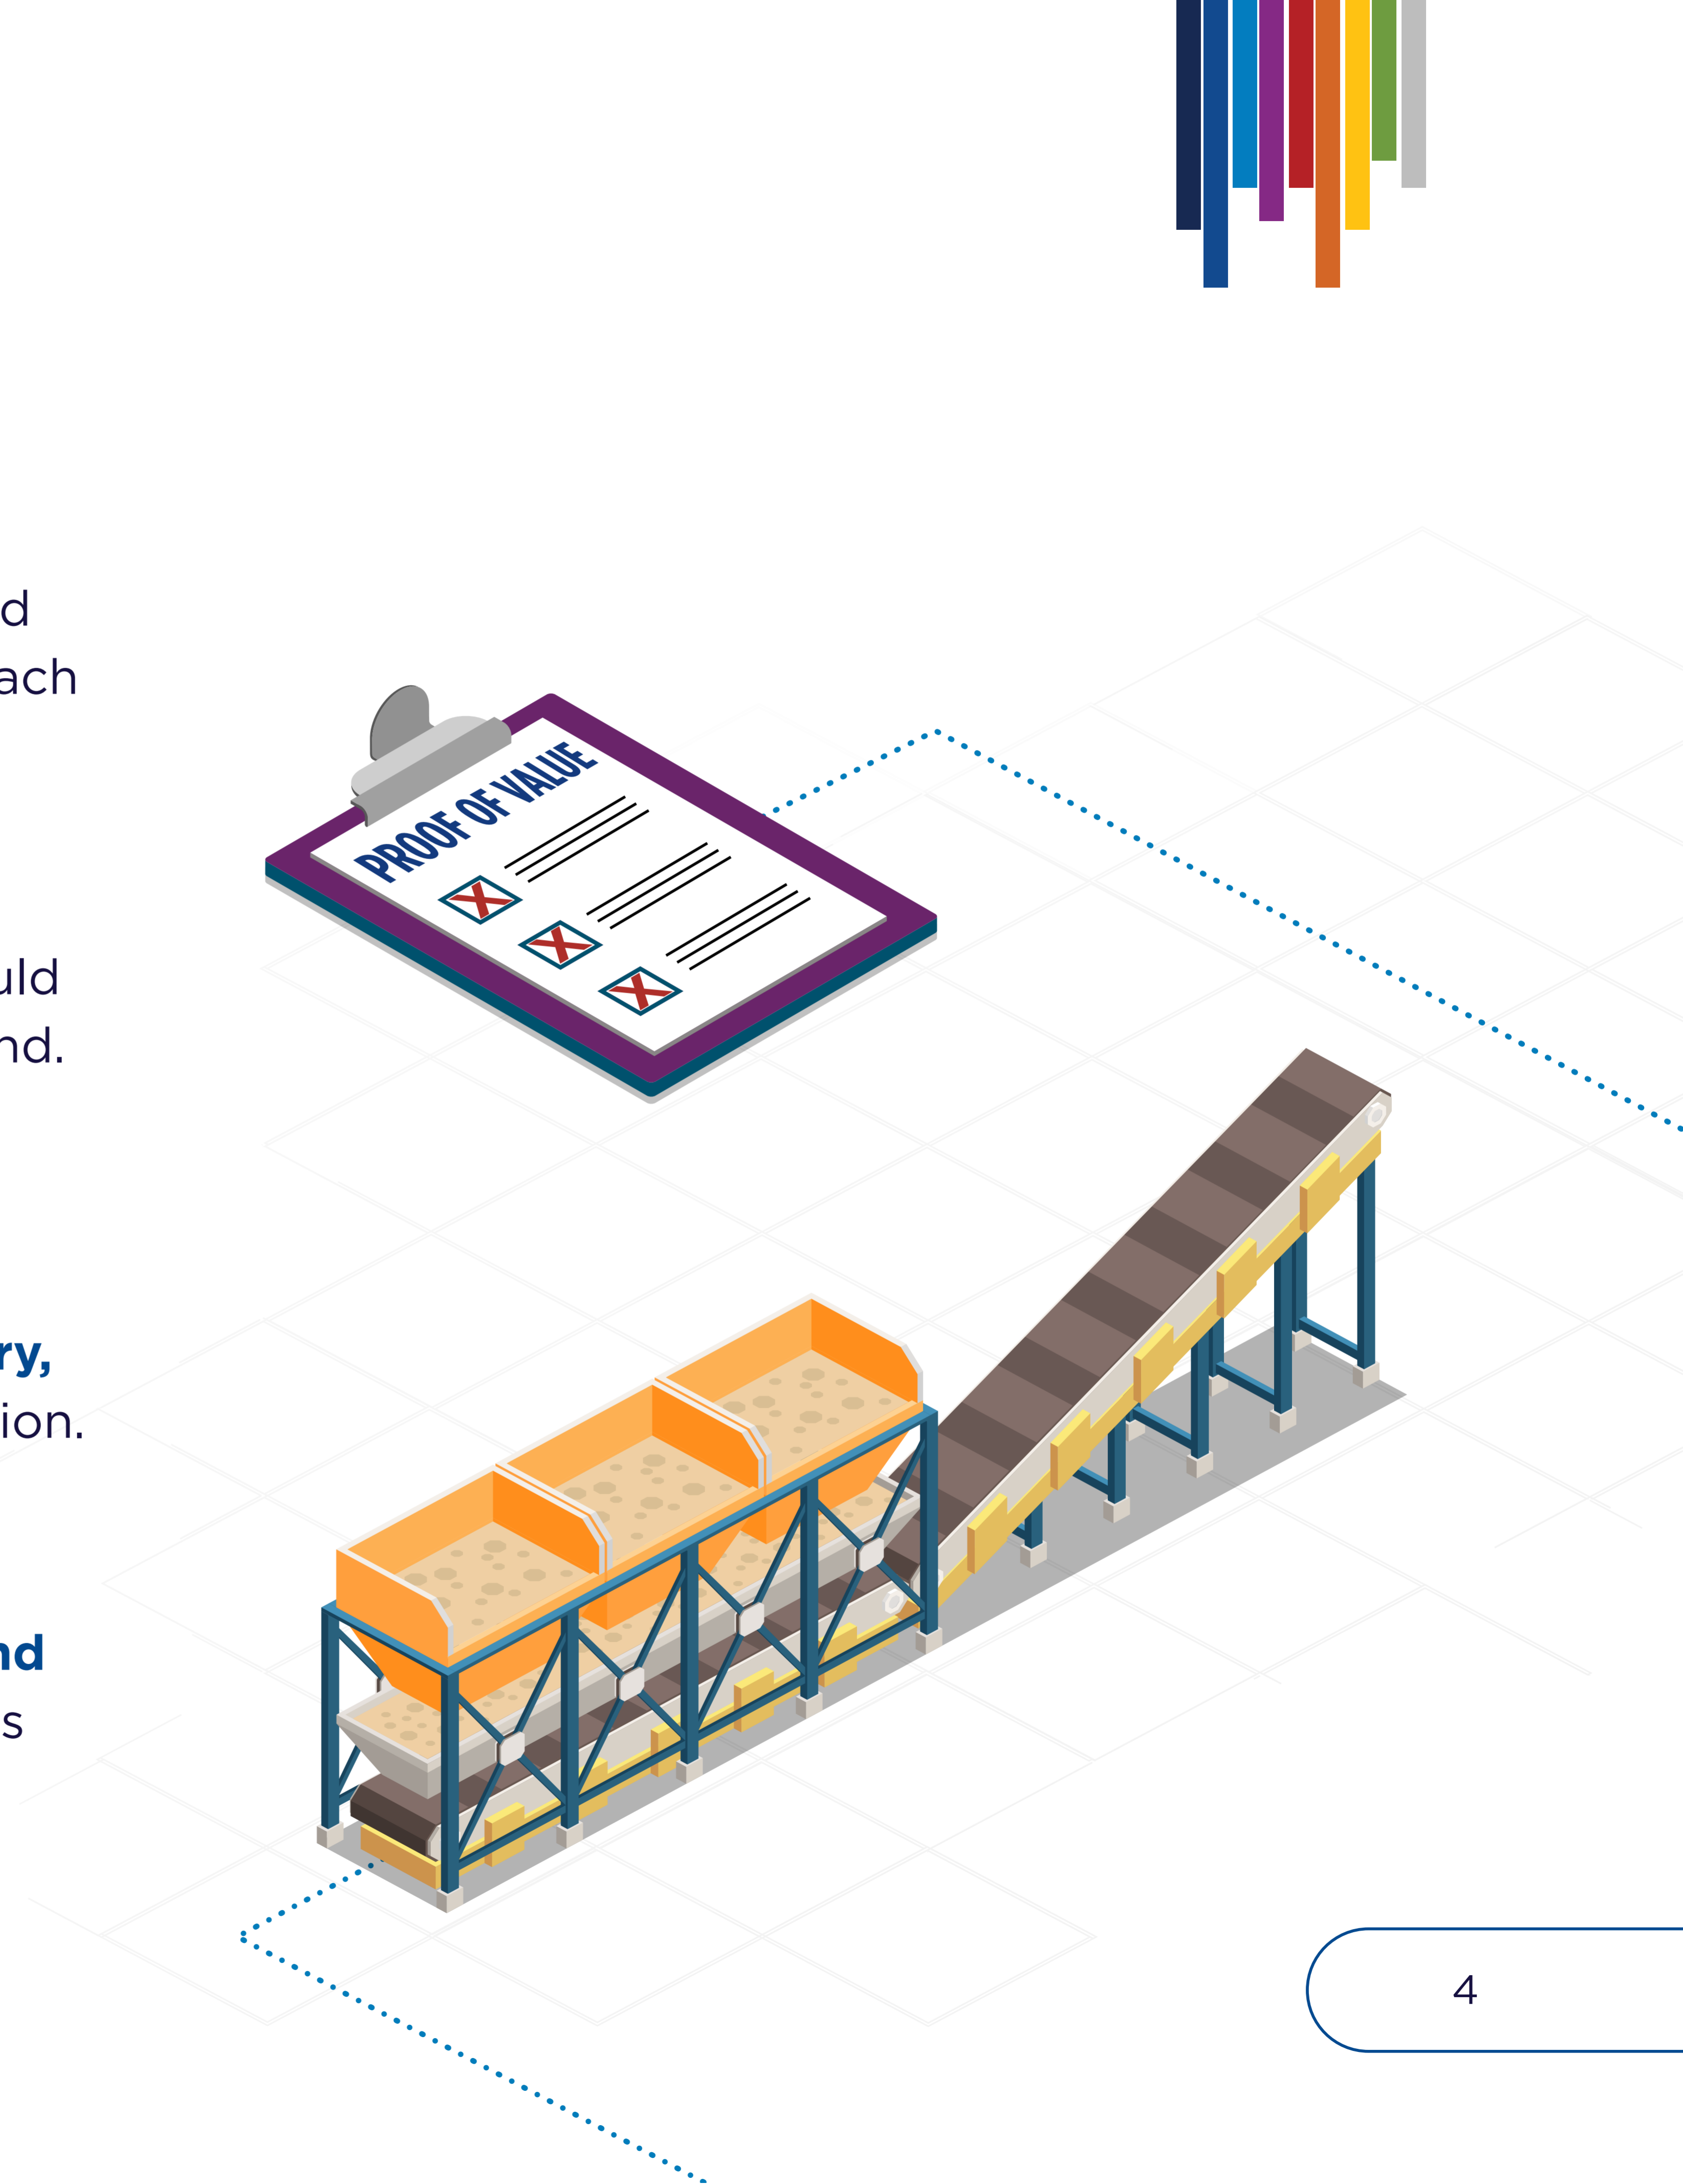 d
ach
PROOF OF VALUE
uld
nd.
ry,
ion.
nd
s
4